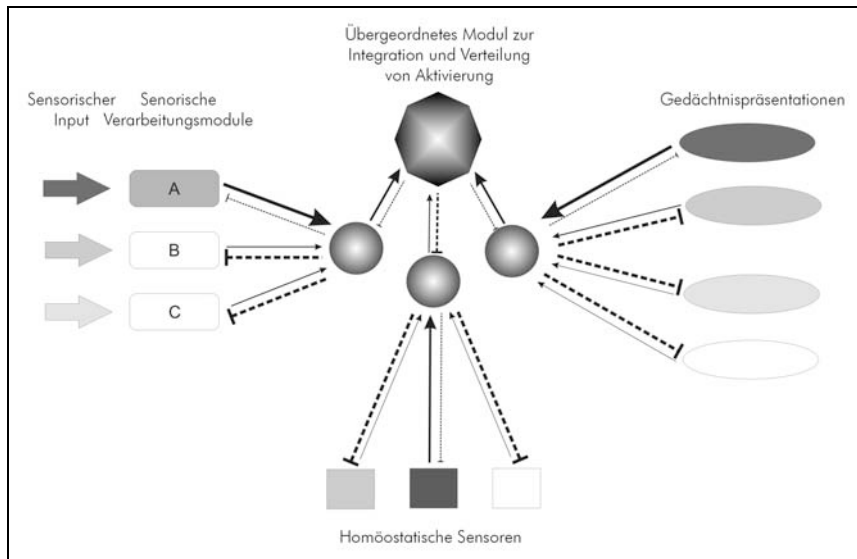 Übergeordnetes Modul zur
Integration und Verteilung
von Aktivierung
Sensorischer
Input
Senorische
Verarbeitungsmodule
Gedächtnispräsentationen
A
B
C
Homöostatische Sensoren